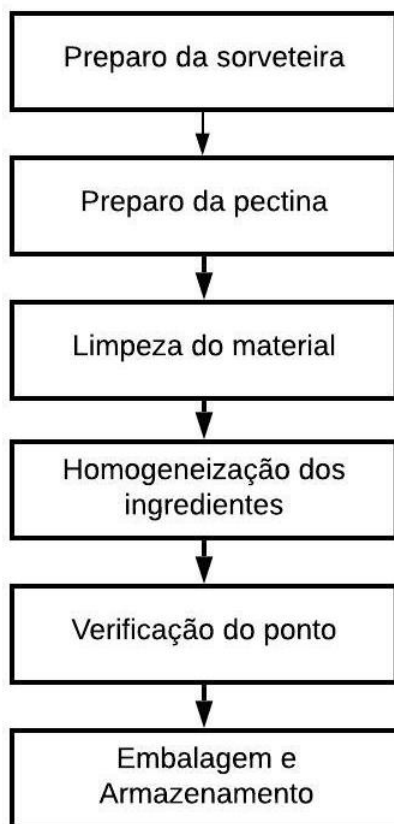 Preparo da sorveteira
Preparo da pectina
Limpeza do material
Homogeneização dos
ingredientes
Verificação do ponto
Embalagem e
Armazenamento